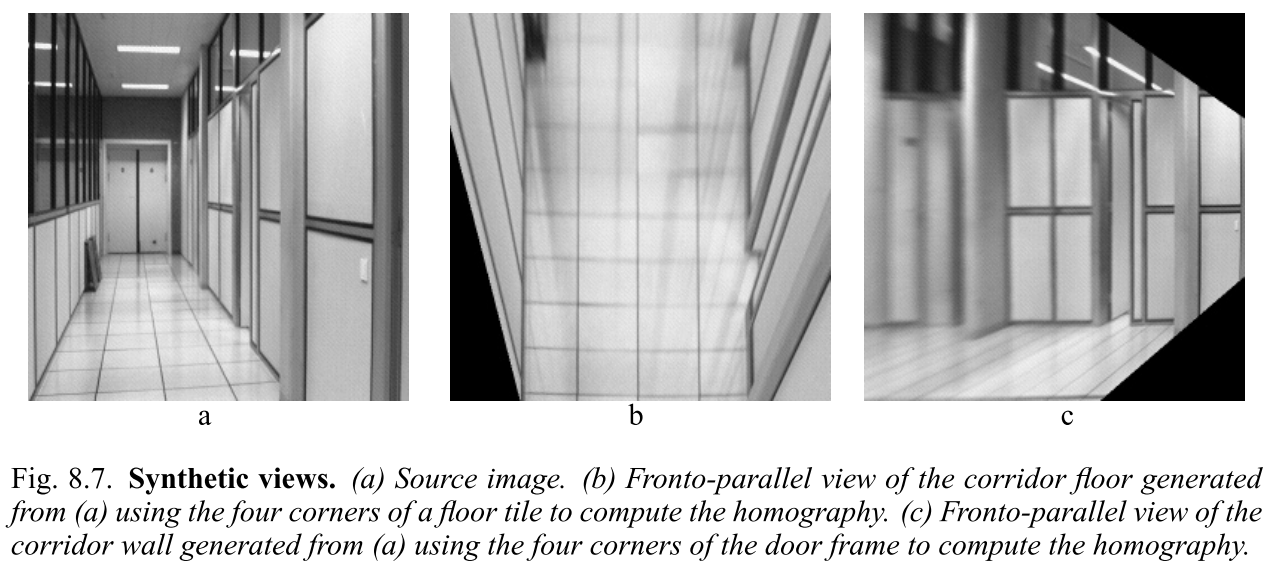 a
b
c
Fig. 8.7. Synthetic views. (a) Source image. (b) Fronto-parallel view of the corridor floor generated
from (a) using the four corners of a floor tile to compute the homography. (c) Fronto-parallel view of the
corridor wall generated from (a) using the four corners of the door frame to compute the homography.